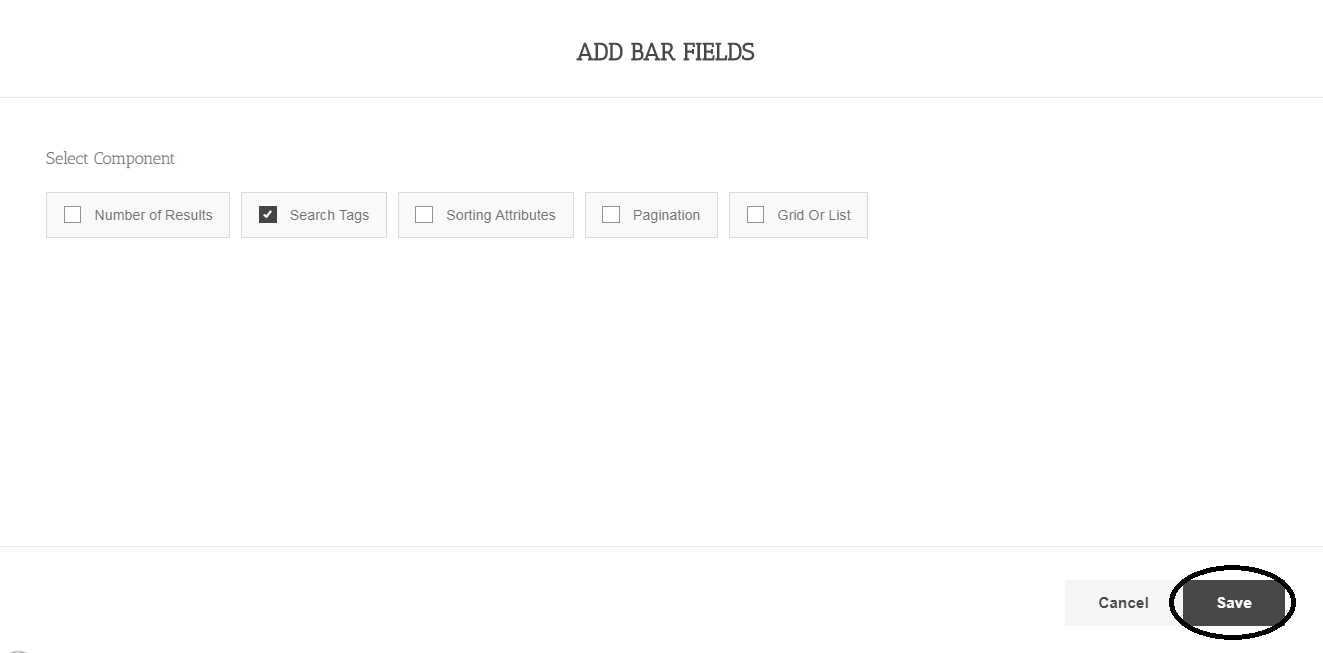 ADD BAR FIELDS
Select Component
Number of Results Search Tags Sorting Attributes Pagination Grid Or List
Cancel Save